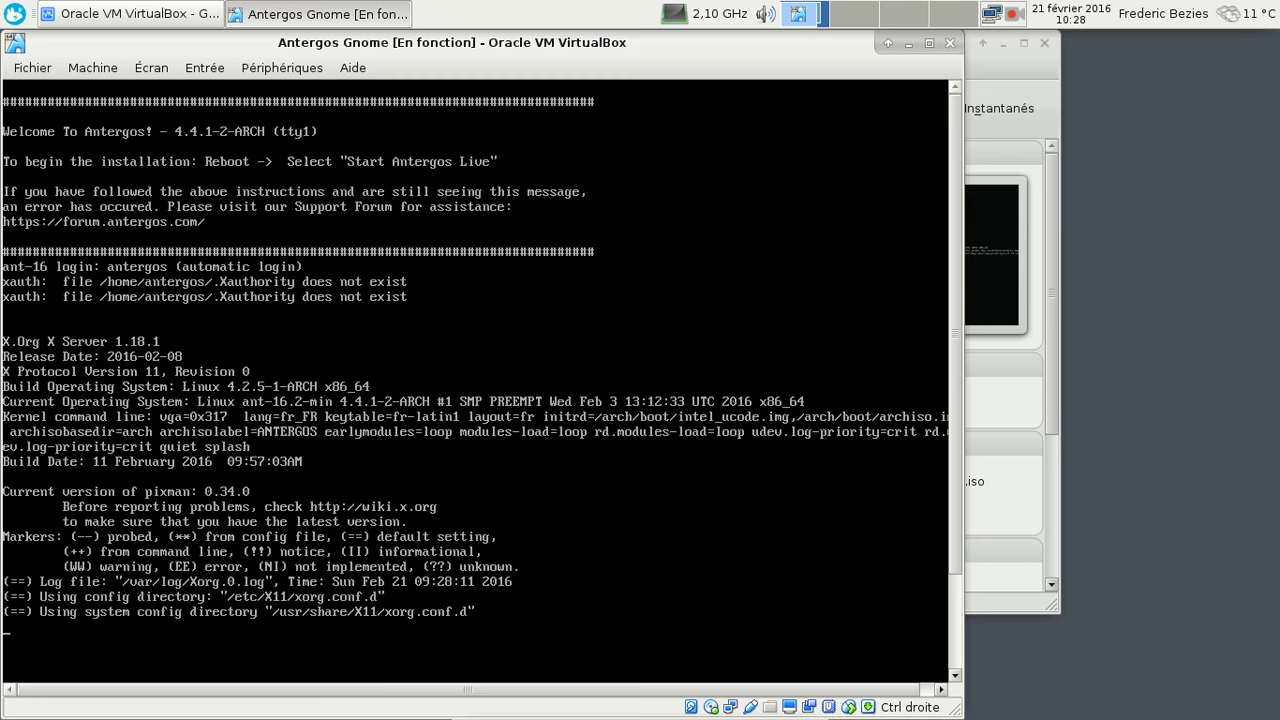 Oracle VM VirtualBox - G...
Antergos Gnome [En fon...
2,10 GHz
21 février 2016
10:28
Frederic Bezies
11 °C
Antergos Gnome [En fonction] - Oracle VM VirtualBox
Fichier Machine Écran Entrée Périphériques Aide
###############################################################################
Welcome To Antergos! - 4.4.1-2-ARCH (tty1)
To begin the installation: Reboot -> Select "Start Antergos Live"
If you have followed the above instructions and are still seeing this message,
an error has occured. Please visit our Support Forum for assistance:
https://forum.antergos.com/
###############################################################################
ant-16 login: antergos (automatic login)
xauth: file /home/antergos/.Xauthority does not exist
xauth: file /home/antergos/.Xauthority does not exist
X.Org X Server 1.18.1
Release Date: 2016-02-08
X Protocol Version 11, Revision 0
Build Operating System: Linux 4.2.5-1-ARCH x86_64
Current Operating System: Linux ant-16.2-min 4.4.1-2-ARCH #1 SMP PREEMPT Wed Feb 3 13:12:33 UTC 2016 x86_64
Kernel command line: vga=0x317 lang=fr_FR keytable=fr-latin1 layout=fr initrd=/arch/boot/intel_ucode.img,/arch/boot/archiso.i
archisobasedir=arch archisolabel=ANTERGOS earlymodules=loop modules-load=loop rd.modules-load=loop udev.log-priority=crit rd.
ev.log-priority=crit quiet splash
Build Date: 11 February 2016 09:57:03AM
Current version of pixman: 0.34.0
Before reporting problems, check http://wiki.x.org
to make sure that you have the latest version.
Markers: (--) probed, (**) from config file, (==) default setting,
(++) from command line, (!!) notice, (II) informational,
(WW) warning, (EE) error, (NI) not implemented, (??) unknown.
(==) Log file: "/var/log/Xorg.0.log", Time: Sun Feb 21 09:28:11 2016
(==) Using config directory: "/etc/X11/xorg.conf.d"
(==) Using system config directory "/usr/share/X11/xorg.conf.d"
_
Instantanés
.iso
Ctrl droite